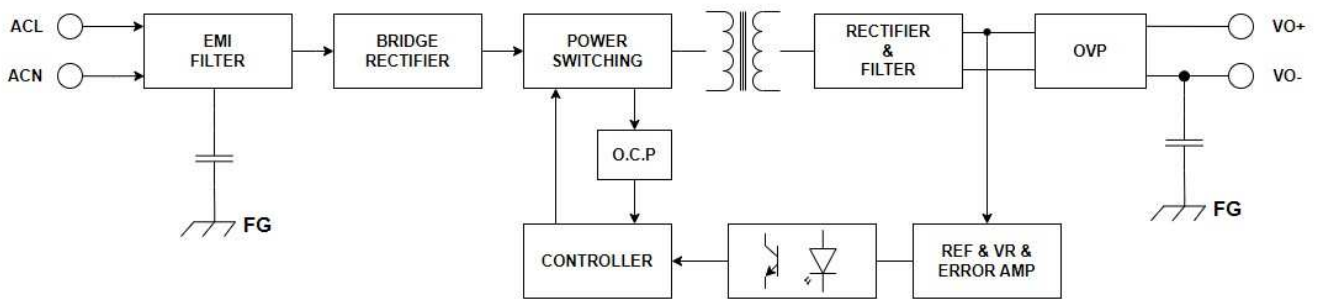 ACL
ACN
EMI
FILTER
BRIDGE
RECTIFIER
POWER
SWITCHING
RECTIFIER
&
FILTER
OVP
VO+
VO-
O.C.P
FG
FG
CONTROLLER
REF & VR &
ERROR AMP